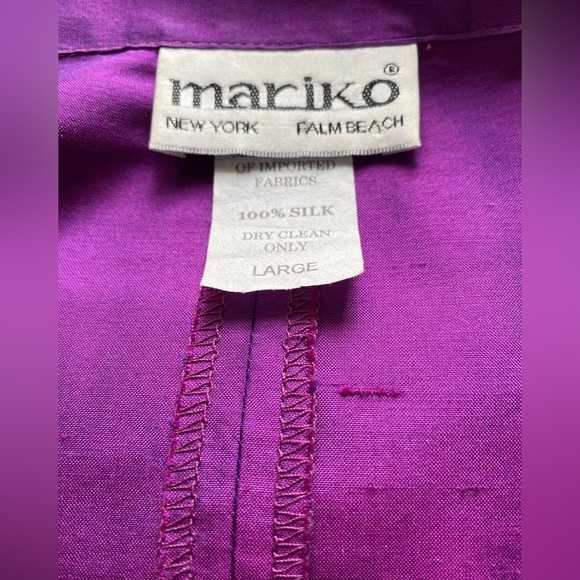 mariko®
NEW YORK PALM BEACH
OF IMPORTED
FABRICS
100% SILK
DRY CLEAN
ONLY
LARGE